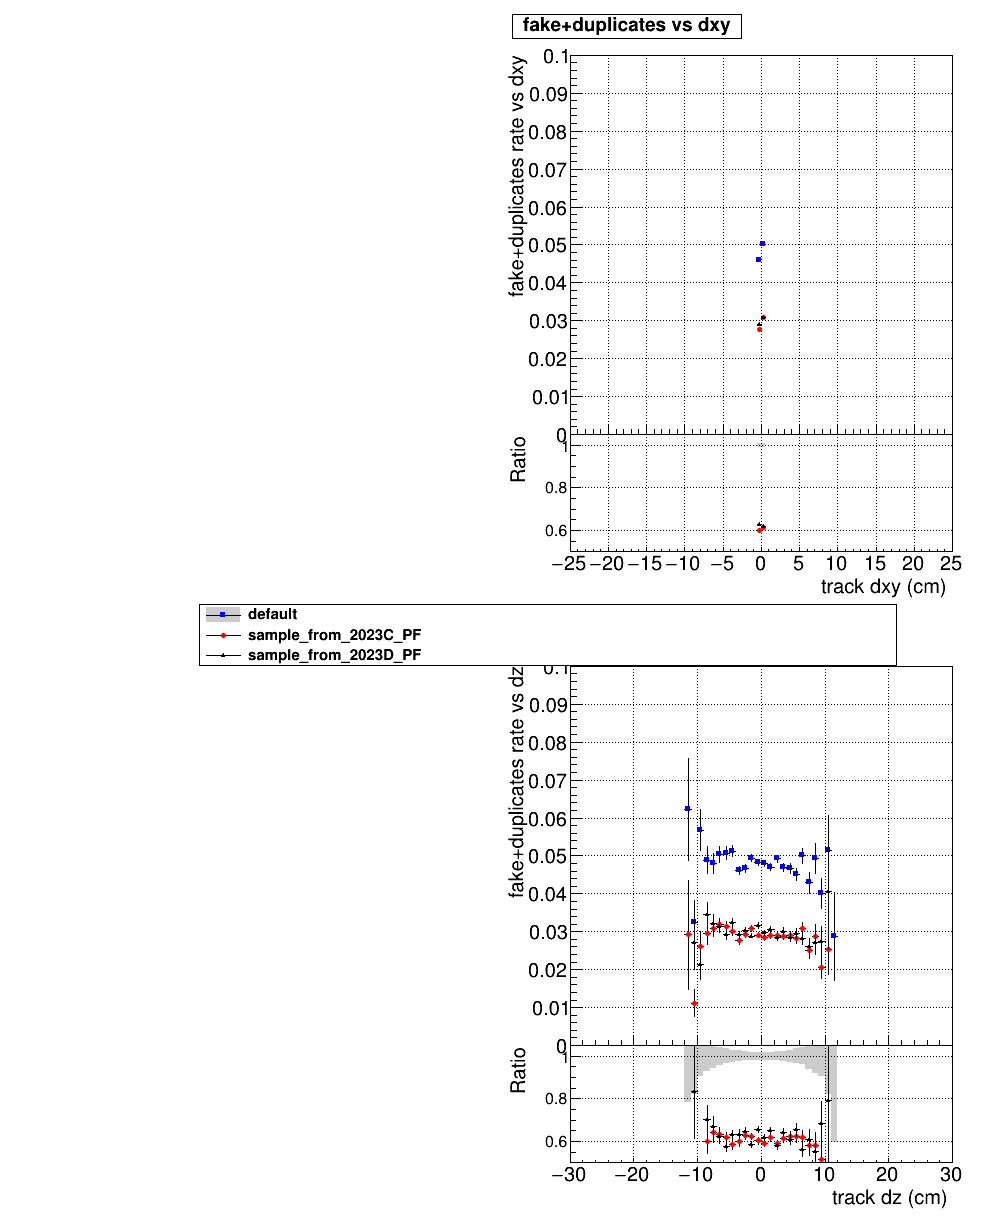 fake+duplicates vs dxy
fake+duplicates rate vs dxy
0.1
0.09
0.08
0.07
0.06
0.05
0.04
0.03
0.02
0.01
0
Ratio
1
0.8
0.6
−25 −20 −15 −10 −5 0 5 10 15 20 25
track dxy (cm)
default
sample_from_2023C_PF
sample_from_2023D_PF
fake+duplicates rate vs dz
0.1
0.09
0.08
0.07
0.06
0.05
0.04
0.03
0.02
0.01
0
Ratio
1
0.8
0.6
−30 −20 −10 0 10 20 30
track dz (cm)